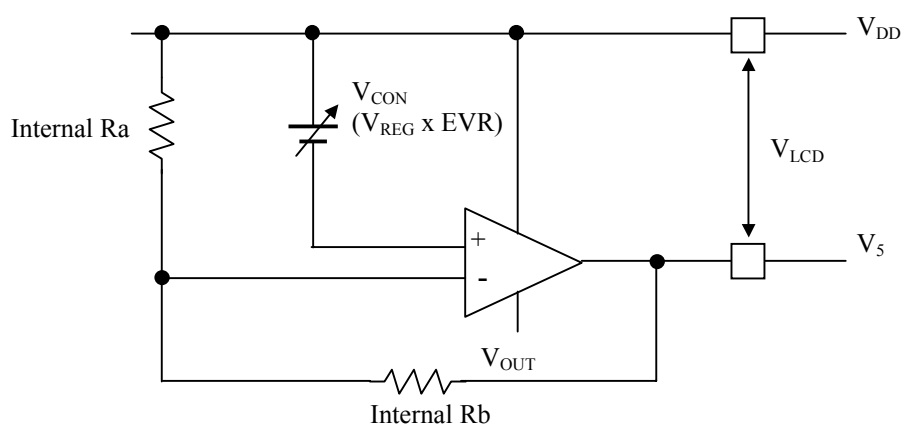 V_DD
V_CON
(V_REG x EVR)
Internal Ra
V_LCD
+
-
V_5
V_OUT
Internal Rb